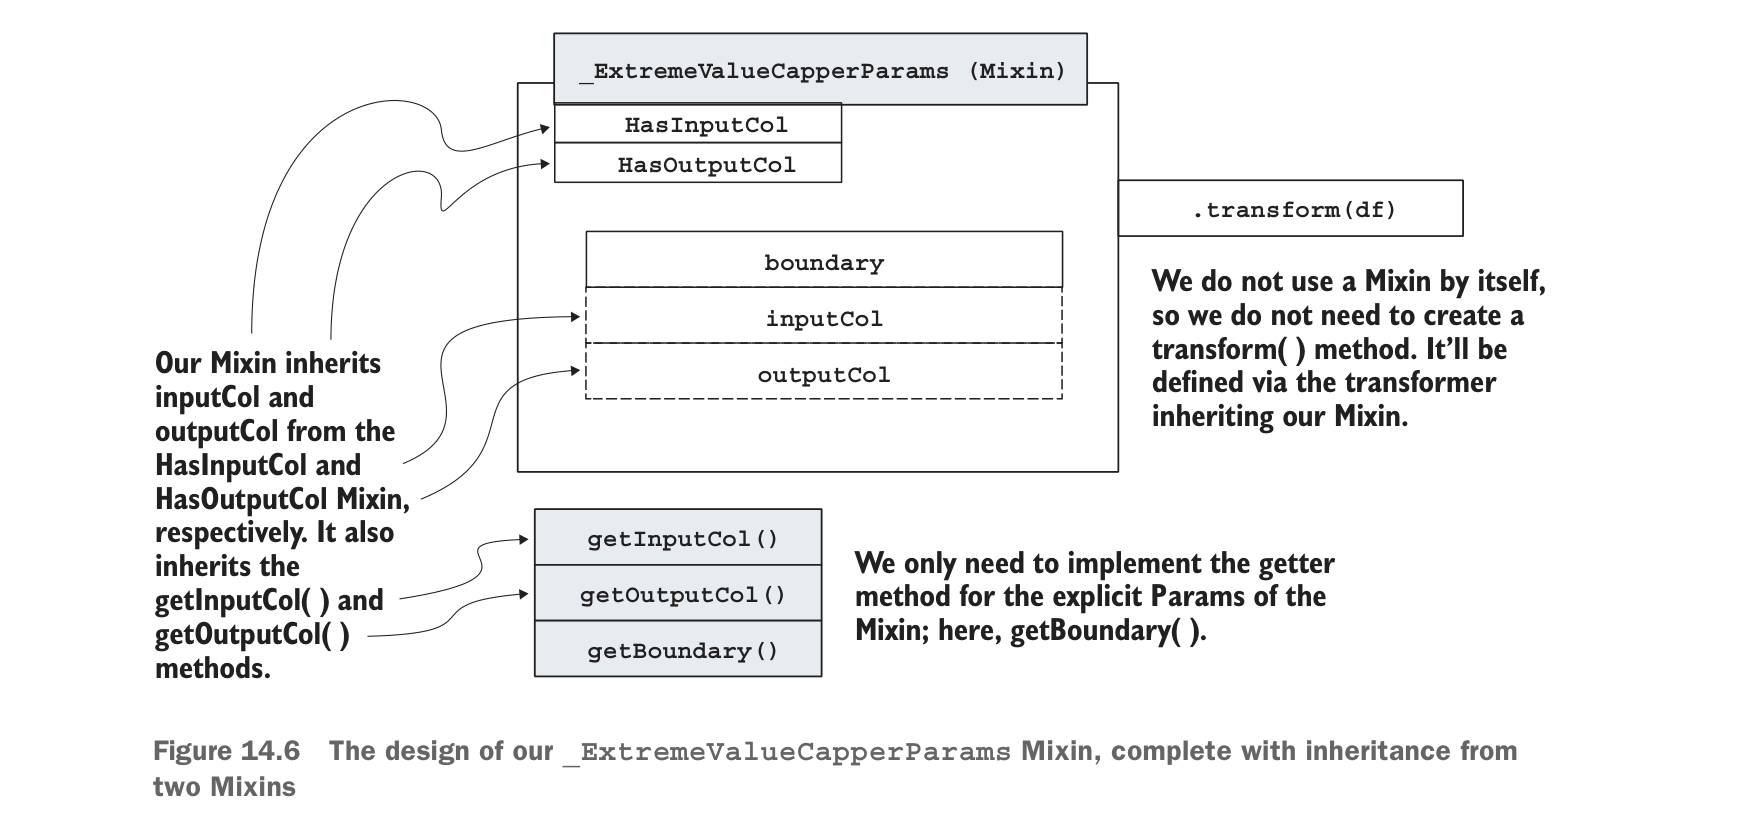 _ExtremeValueCapperParams (Mixin)
HasInputCol
HasOutputCol
.transform(df)
boundary
inputCol
outputCol
We do not use a Mixin by itself,
so we do not need to create a
transform( ) method. It’ll be
defined via the transformer
inheriting our Mixin.
Our Mixin inherits
inputCol and
outputCol from the
HasInputCol and
HasOutputCol Mixin,
respectively. It also
inherits the
getInputCol( ) and
getOutputCol( )
methods.
getInputCol()
getOutputCol()
getBoundary()
We only need to implement the getter
method for the explicit Params of the
Mixin; here, getBoundary( ).
Figure 14.6 The design of our _ExtremeValueCapperParams Mixin, complete with inheritance from
two Mixins